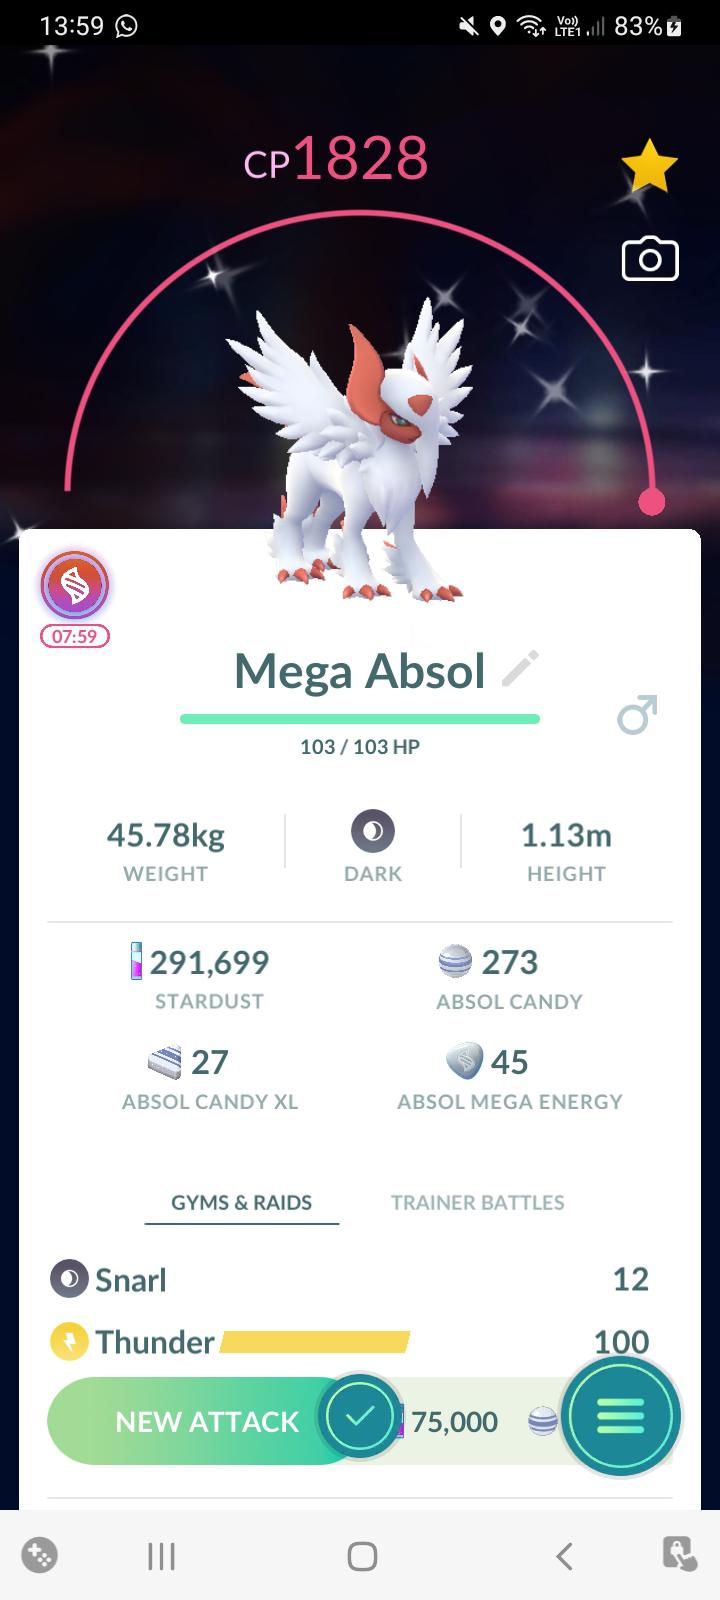 13:59
Vo)) LTE1 83%
CP1828
07:59
Mega Absol
103 / 103 HP
45.78kg 1.13m
WEIGHT DARK HEIGHT
291,699 273
STARDUST ABSOL CANDY
27 45
ABSOL CANDY XL ABSOL MEGA ENERGY
GYMS & RAIDS TRAINER BATTLES
Snarl 12
Thunder 100
NEW ATTACK 75,000